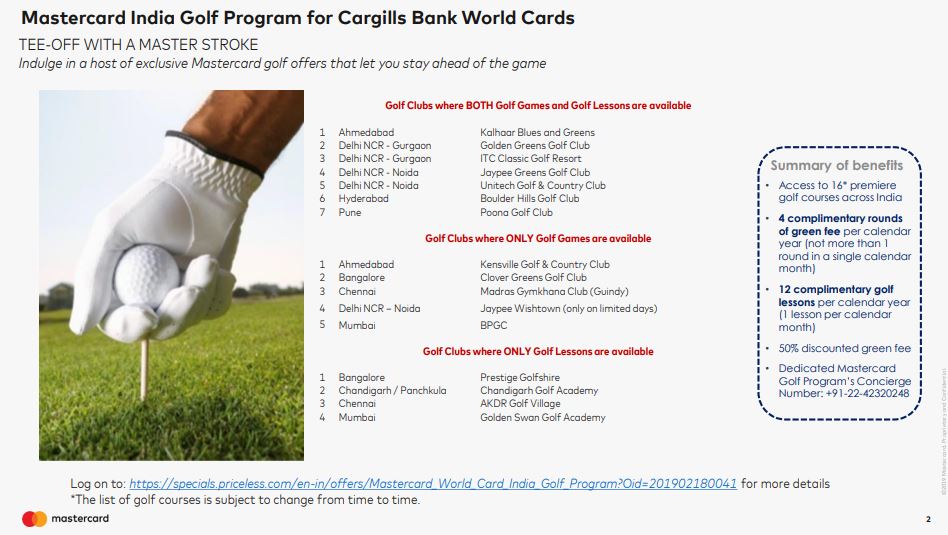 Mastercard India Golf Program for Cargills Bank World Cards
TEE-OFF WITH A MASTER STROKE
Indulge in a host of exclusive Mastercard golf offers that let you stay ahead of the game
Golf Clubs where BOTH Golf Games and Golf Lessons are available
1 Ahmedabad Kalhaar Blues and Greens
2 Delhi NCR - Gurgaon Golden Greens Golf Club
3 Delhi NCR - Gurgaon ITC Classic Golf Resort
4 Delhi NCR - Noida Jaypee Greens Golf Club
5 Delhi NCR - Noida Unitech Golf & Country Club
6 Hyderabad Boulder Hills Golf Club
7 Pune Poona Golf Club
Golf Clubs where ONLY Golf Games are available
1 Ahmedabad Kensville Golf & Country Club
2 Bangalore Clover Greens Golf Club
3 Chennai Madras Gymkhana Club (Guindy)
4 Delhi NCR – Noida Jaypee Wishtown (only on limited days)
5 Mumbai BPGC
Golf Clubs where ONLY Golf Lessons are available
1 Bangalore Prestige Golfshire
2 Chandigarh / Panchkula Chandigarh Golf Academy
3 Chennai AKDR Golf Village
4 Mumbai Golden Swan Golf Academy
Summary of benefits
• Access to 16* premiere
golf courses across India
• 4 complimentary rounds
of green fee per calendar
year (not more than 1
round in a single calendar
month)
• 12 complimentary golf
lessons per calendar year
(1 lesson per calendar
month)
• 50% discounted green fee
• Dedicated Mastercard
Golf Program's Concierge
Number: +91-22-42320248
Log on to: https://specials.priceless.com/en-in/offers/Mastercard_World_Card_India_Golf_Program?Oid=201902180041 for more details
*The list of golf courses is subject to change from time to time.
mastercard
2
©2019 Mastercard. Proprietary and Confidential.